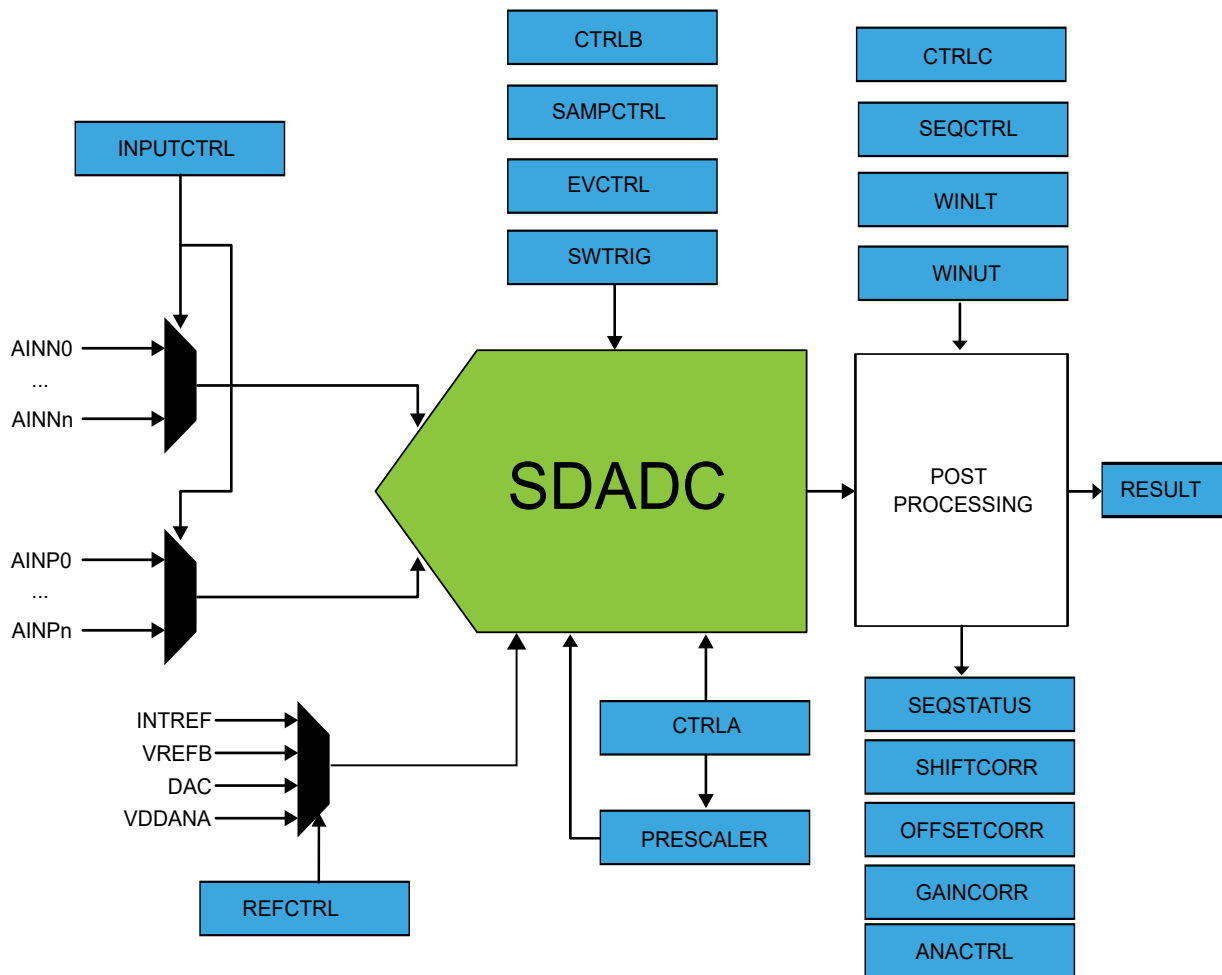 CTRLB
CTRLC
SAMPCTRL
SEQCTRL
INPUTCTRL
EVCTRL
WINLT
SWTRIG
WINUT
AINN0
...
AINNn
SDADC
POST
PROCESSING
RESULT
AINP0
...
AINPn
INTREF
VREFB
DAC
VDDANA
CTRLA
PRESCALER
REFCTRL
SEQSTATUS
SHIFTCORR
OFFSETCORR
GAINCORR
ANACTRL